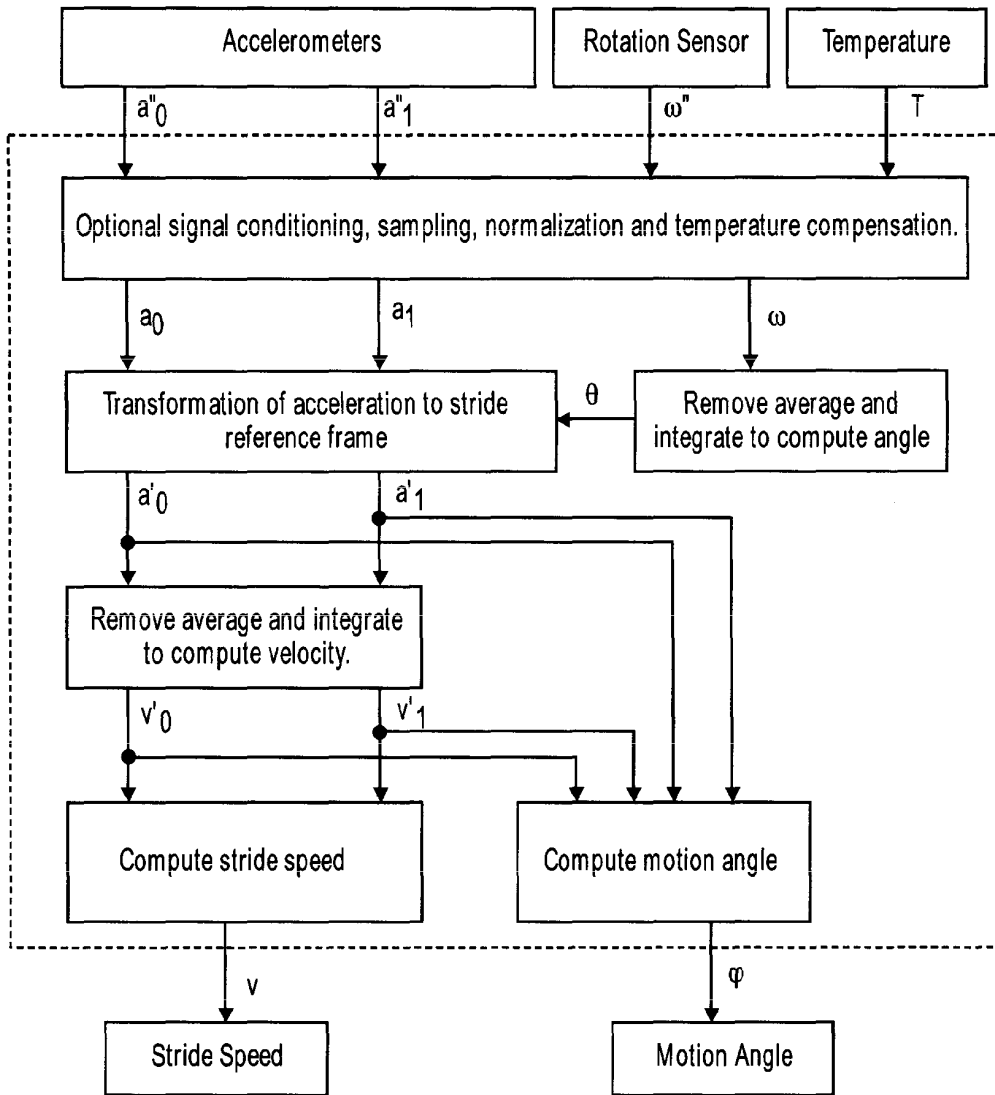 Accelerometers
Rotation Sensor
Temperature
a"0
a"1
ω"
T
Optional signal conditioning, sampling, normalization and temperature compensation.
a0
a1
ω
Transformation of acceleration to stride
reference frame
θ
Remove average and
integrate to compute angle
a'0
a'1
Remove average and integrate
to compute velocity.
v'0
v'1
Compute stride speed
Compute motion angle
v
φ
Stride Speed
Motion Angle